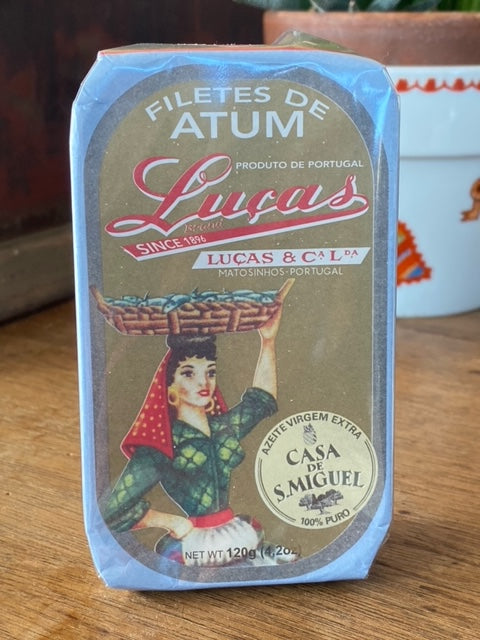 FILETES DE
ATUM
PRODUTO DE PORTUGAL
Luças
SINCE 1896
LUÇAS & Cᴬ Lᴰᴬ
MATOSINHOS-PORTUGAL
AZEITE VIRGEM EXTRA
CASA
DE
S.MIGUEL
100% PURO
NET WT 120g (4,2oz)